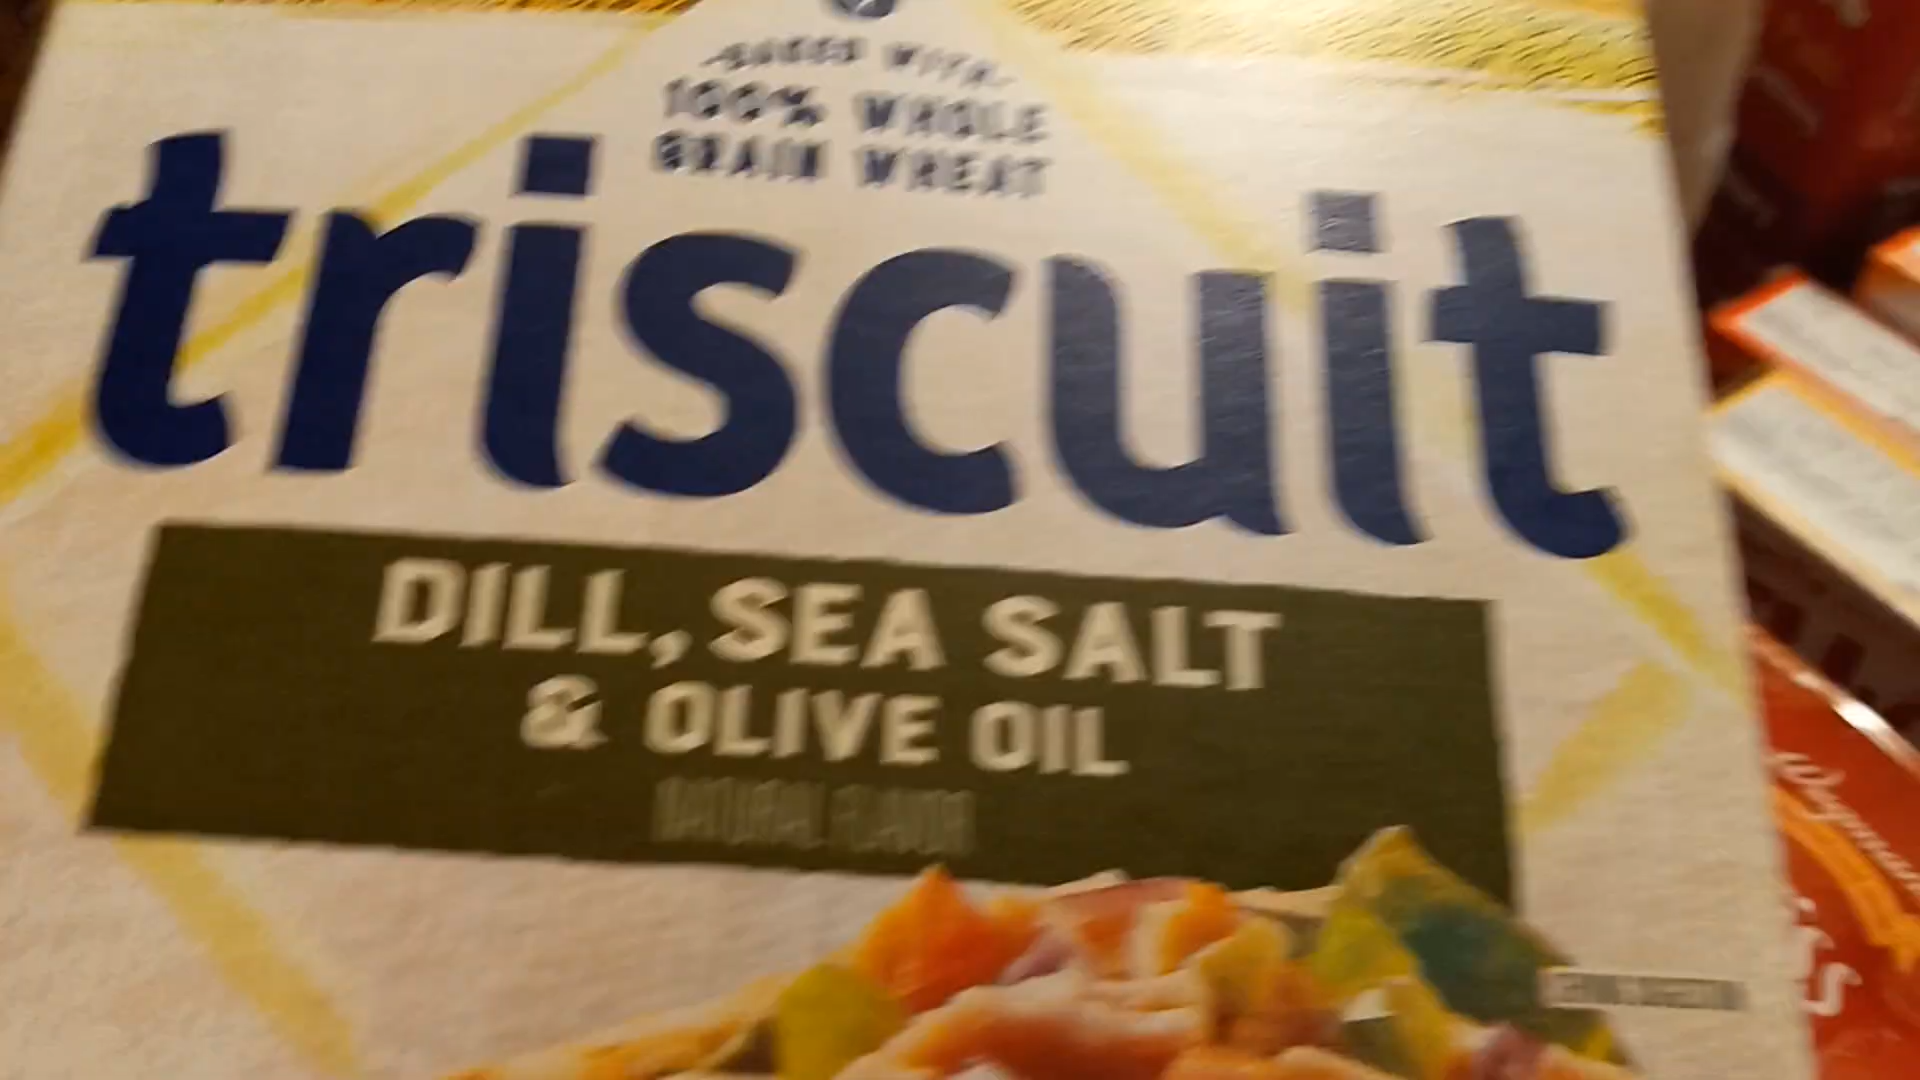 -BAKED WITH-
100% WHOLE
GRAIN WHEAT
triscuit
DILL, SEA SALT
& OLIVE OIL
NATURAL FLAVOR